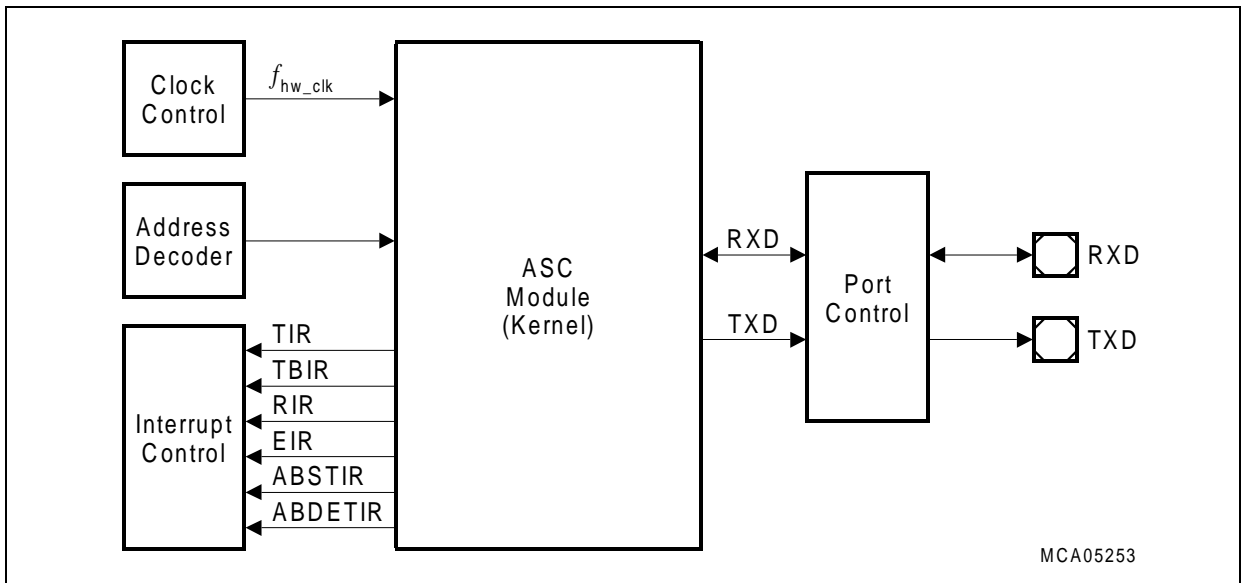 Clock
Control
f hw_clk
Address
Decoder
Interrupt
Control
TIR
TBIR
RIR
EIR
ABSTIR
ABDETIR
ASC
Module
(Kernel)
RXD
TXD
Port
Control
RXD
TXD
MCA05253